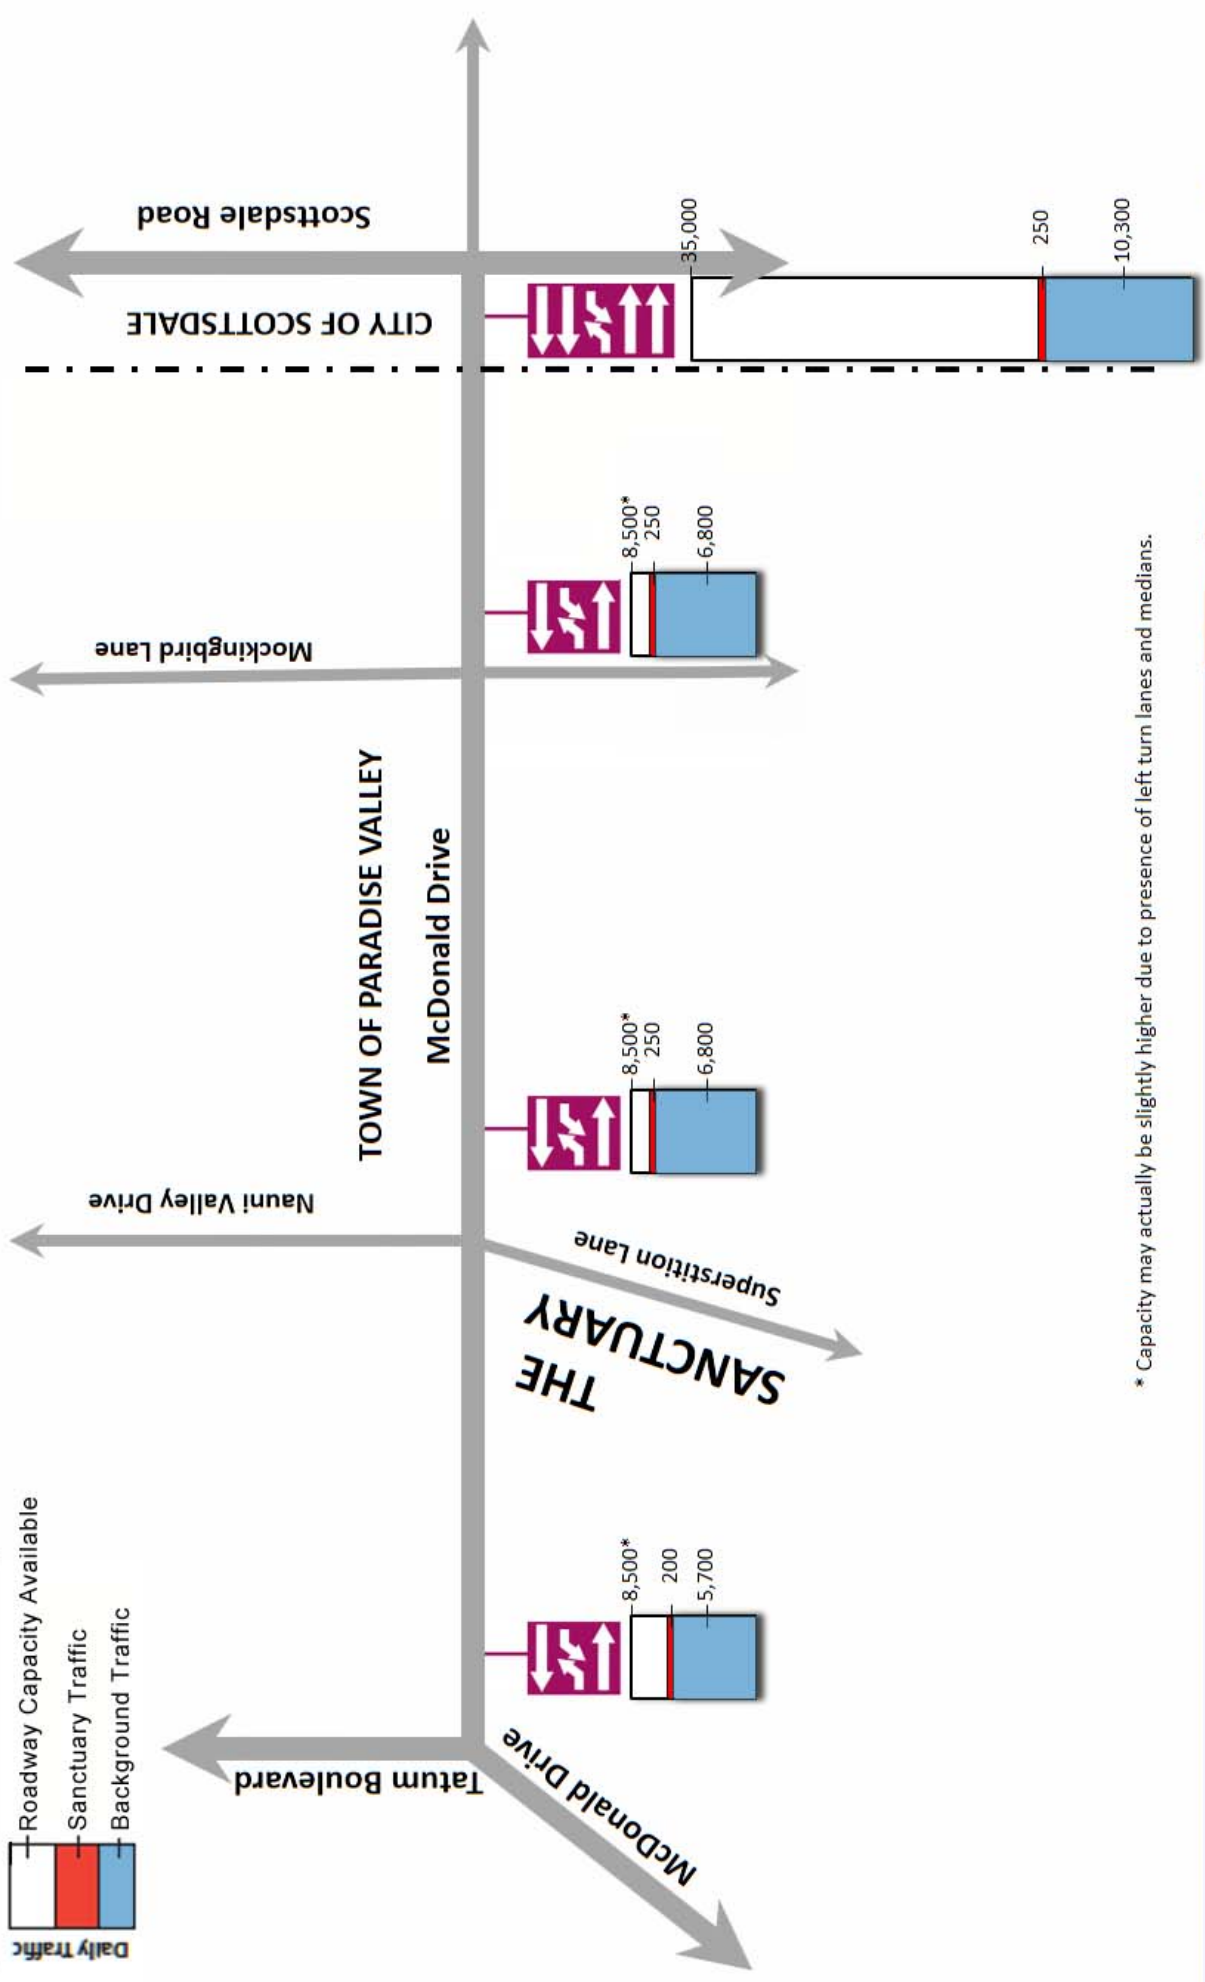 Daily Traffic
Roadway Capacity Available
Sanctuary Traffic
Background Traffic
Tatum Boulevard
McDonald Drive
Nauni Valley Drive
Superstition Lane
THE
SANCTUARY
TOWN OF PARADISE VALLEY
McDonald Drive
Mockingbird Lane
CITY OF SCOTTSDALE
Scottsdale Road
8,500*
200
5,700
8,500*
250
6,800
8,500*
250
6,800
35,000
250
10,300
* Capacity may actually be slightly higher due to presence of left turn lanes and medians.